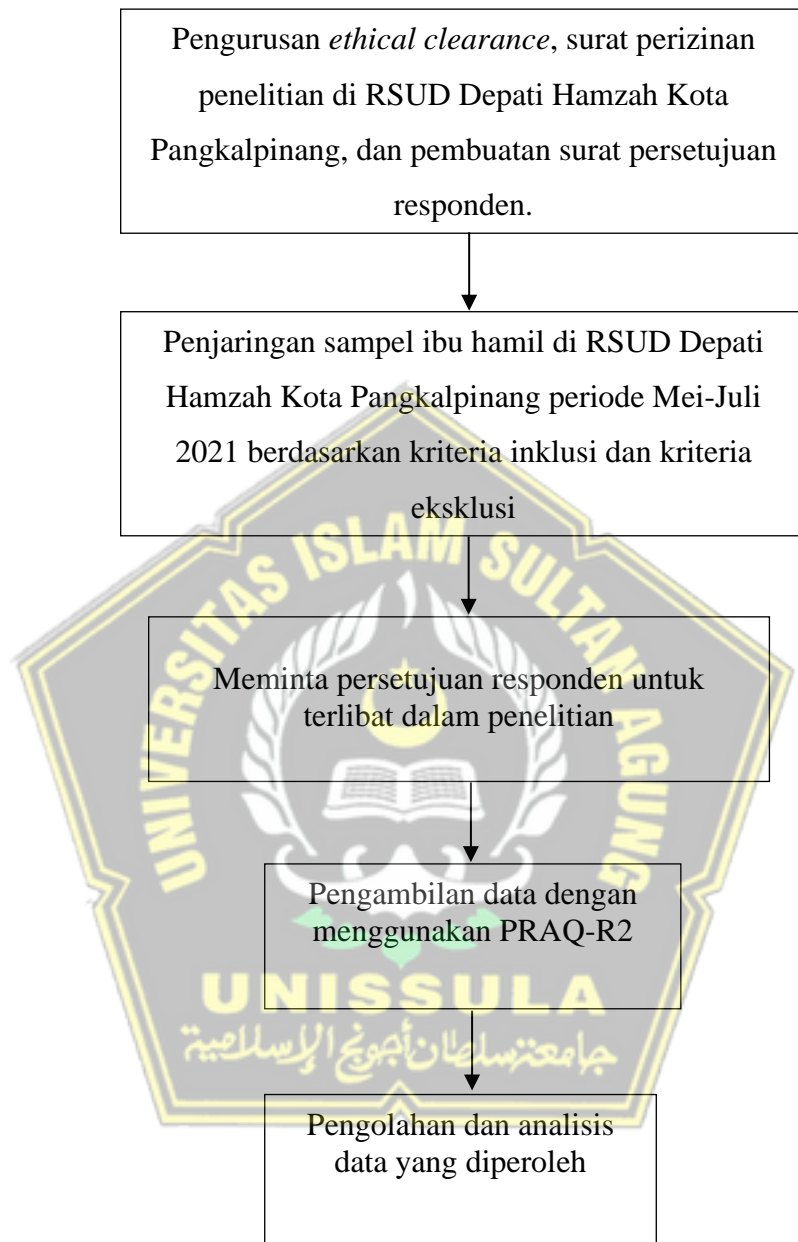 Pengurusan ethical clearance, surat perizinan
penelitian di RSUD Depati Hamzah Kota
Pangkalpinang, dan pembuatan surat persetujuan
responden.
Penjaringan sampel ibu hamil di RSUD Depati
Hamzah Kota Pangkalpinang periode Mei-Juli
2021 berdasarkan kriteria inklusi dan kriteria
eksklusi
UNIVERSITAS ISLAM SULTAN AGUNG
Meminta persetujuan responden untuk
terlibat dalam penelitian
Pengambilan data dengan
menggunakan PRAQ-R2
UNISSULA
جامعتسلطان أجونج الإسلامية
Pengolahan dan analisis
data yang diperoleh